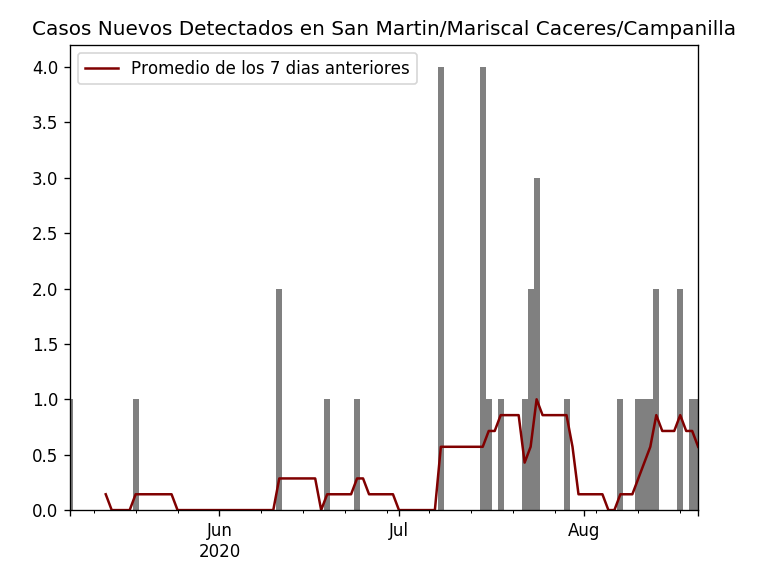 Casos Nuevos Detectados en San Martin/Mariscal Caceres/Campanilla
Promedio de los 7 dias anteriores
4.0
3.5
3.0
2.5
2.0
1.5
1.0
0.5
0.0
Jun
2020
Jul
Aug